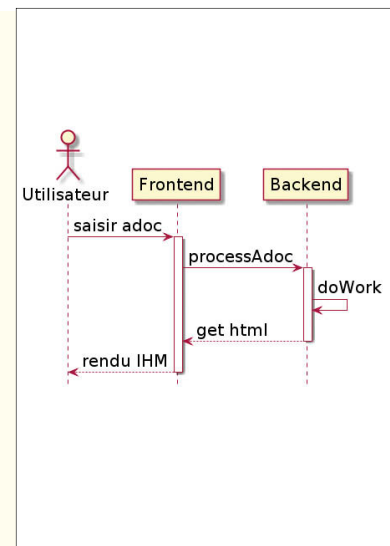 Utilisateur
Frontend
Backend
saisir adoc
processAdoc
doWork
get html
rendu IHM